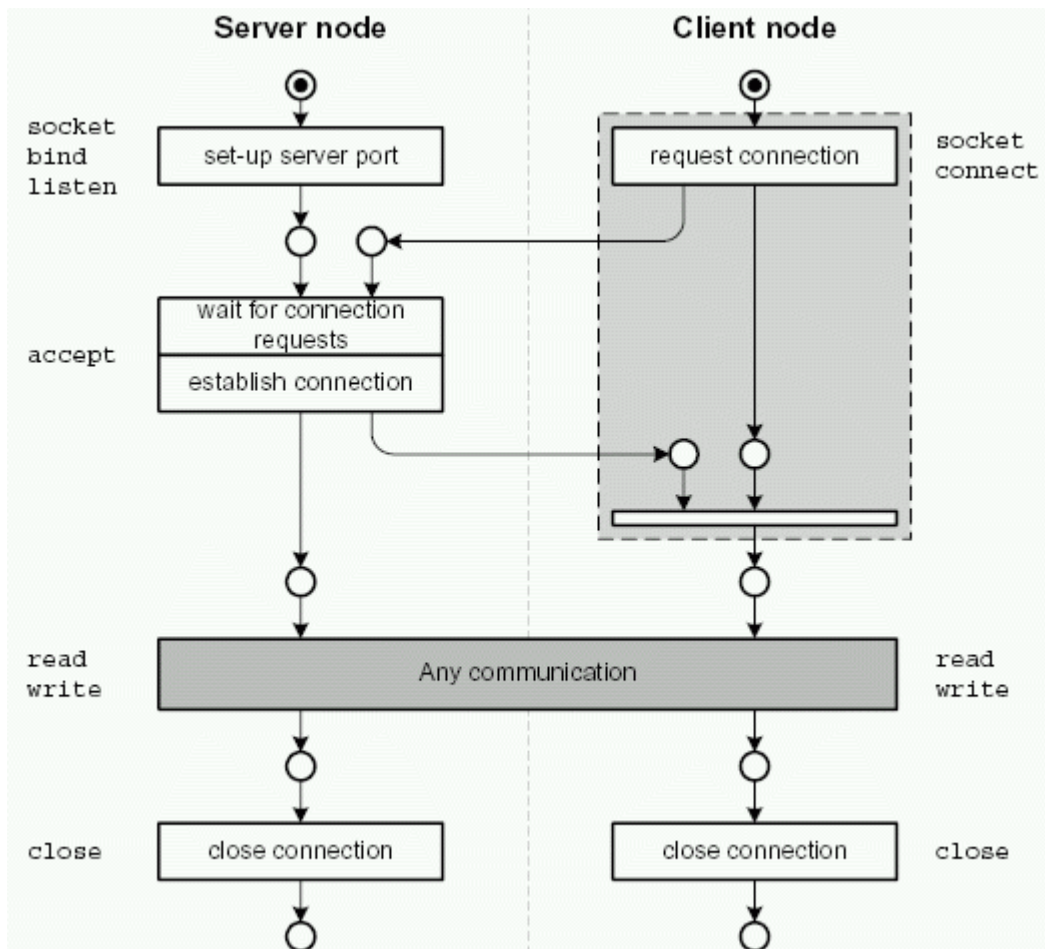 Server node
Client node
socket
bind
listen
set-up server port
request connection
socket
connect
accept
wait for connection
requests
establish connection
read
write
Any communication
read
write
close
close connection
close connection
close